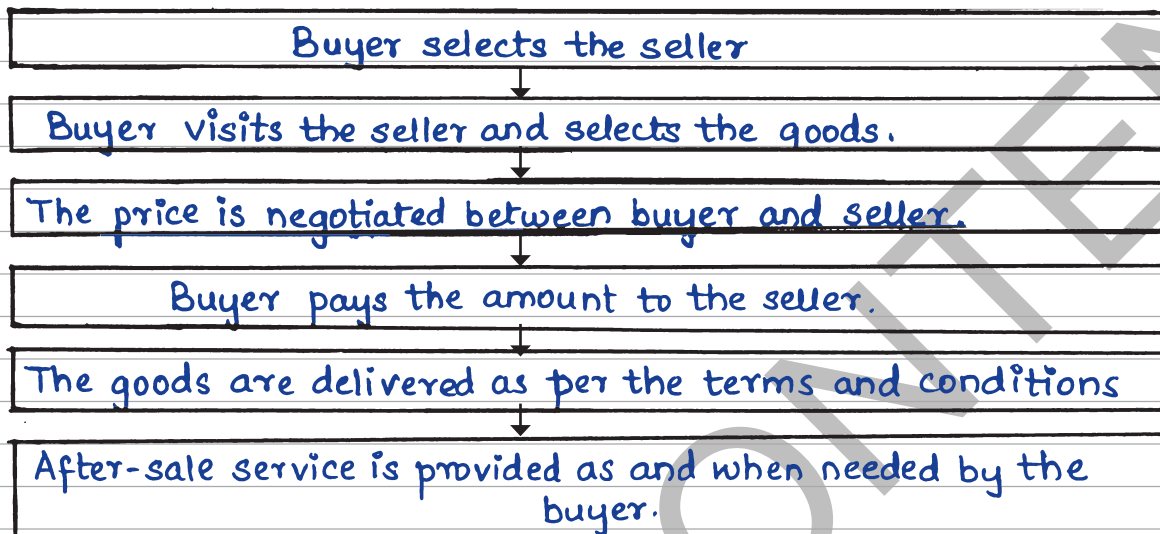 Buyer selects the seller
Buyer visits the seller and selects the goods.
The price is negotiated between buyer and seller.
Buyer pays the amount to the seller.
The goods are delivered as per the terms and conditions
After-sale service is provided as and when needed by the
buyer.
ONTE